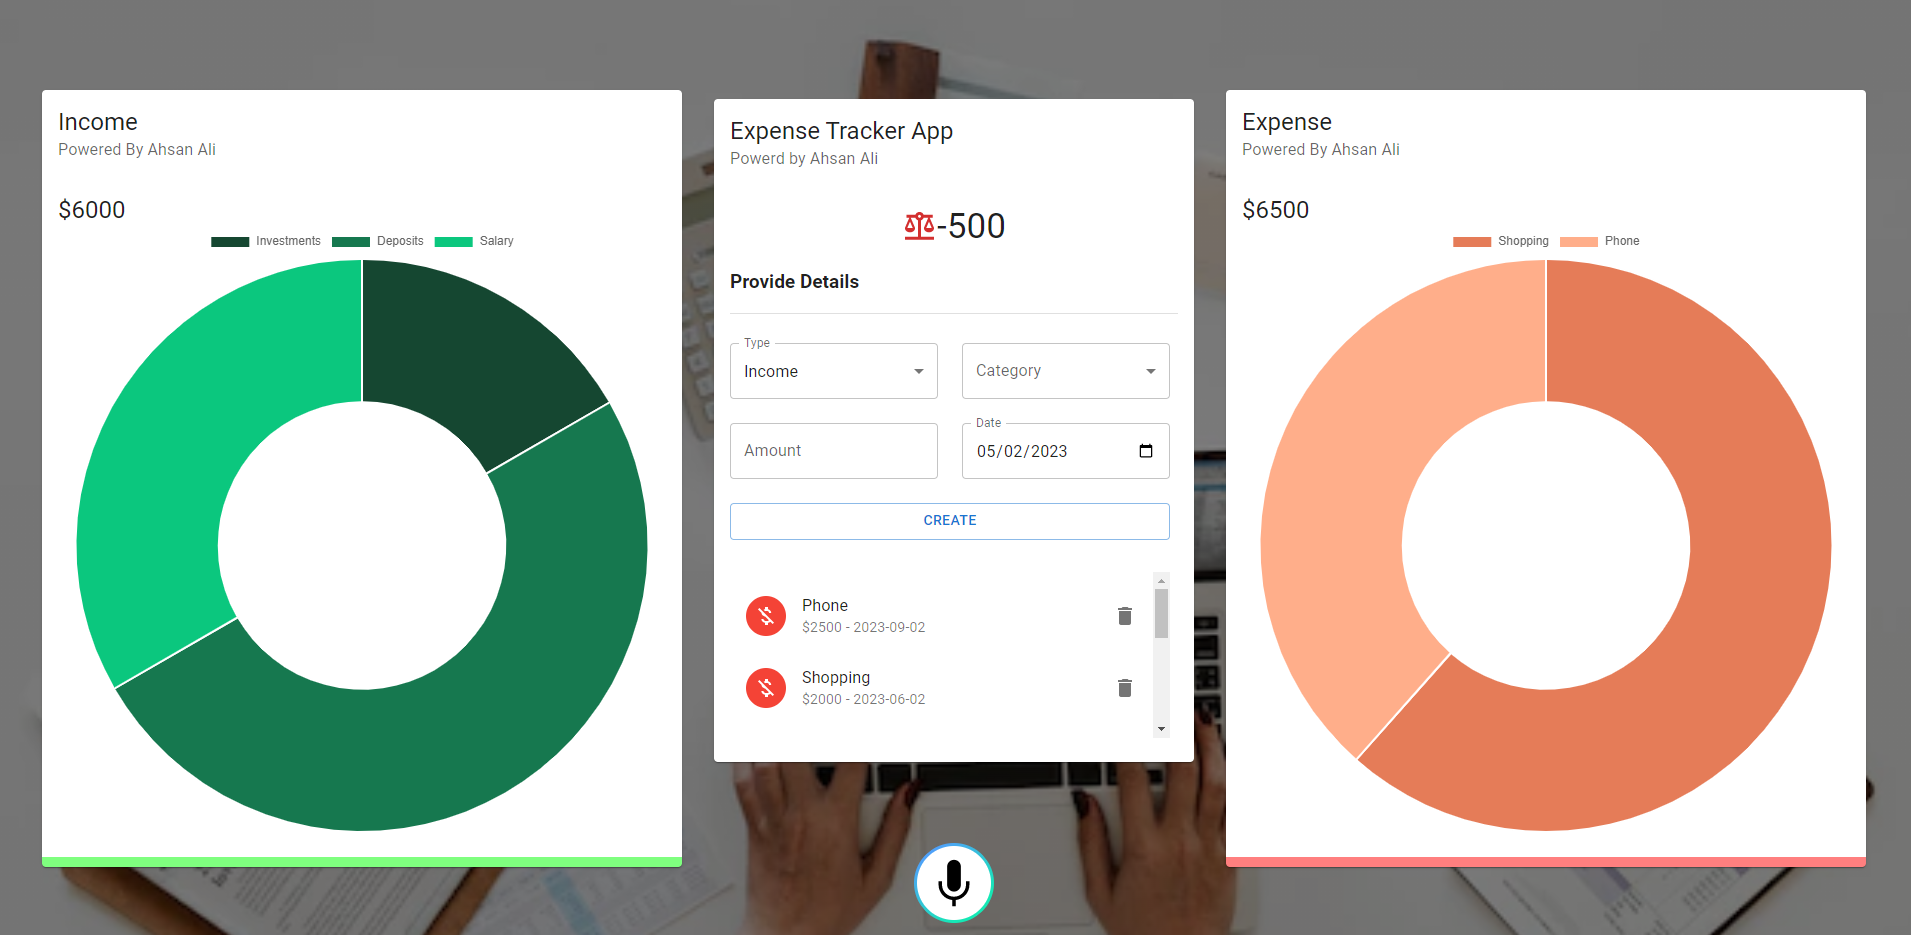 Income
Powered By Ahsan Ali
$6000
Investments Deposits Salary
Expense Tracker App
Powerd by Ahsan Ali
-500
Provide Details
Type
Income
Category
Amount
Date
05/02/2023
CREATE
Phone
$2500 - 2023-09-02
Shopping
$2000 - 2023-06-02
Expense
Powered By Ahsan Ali
$6500
Shopping Phone